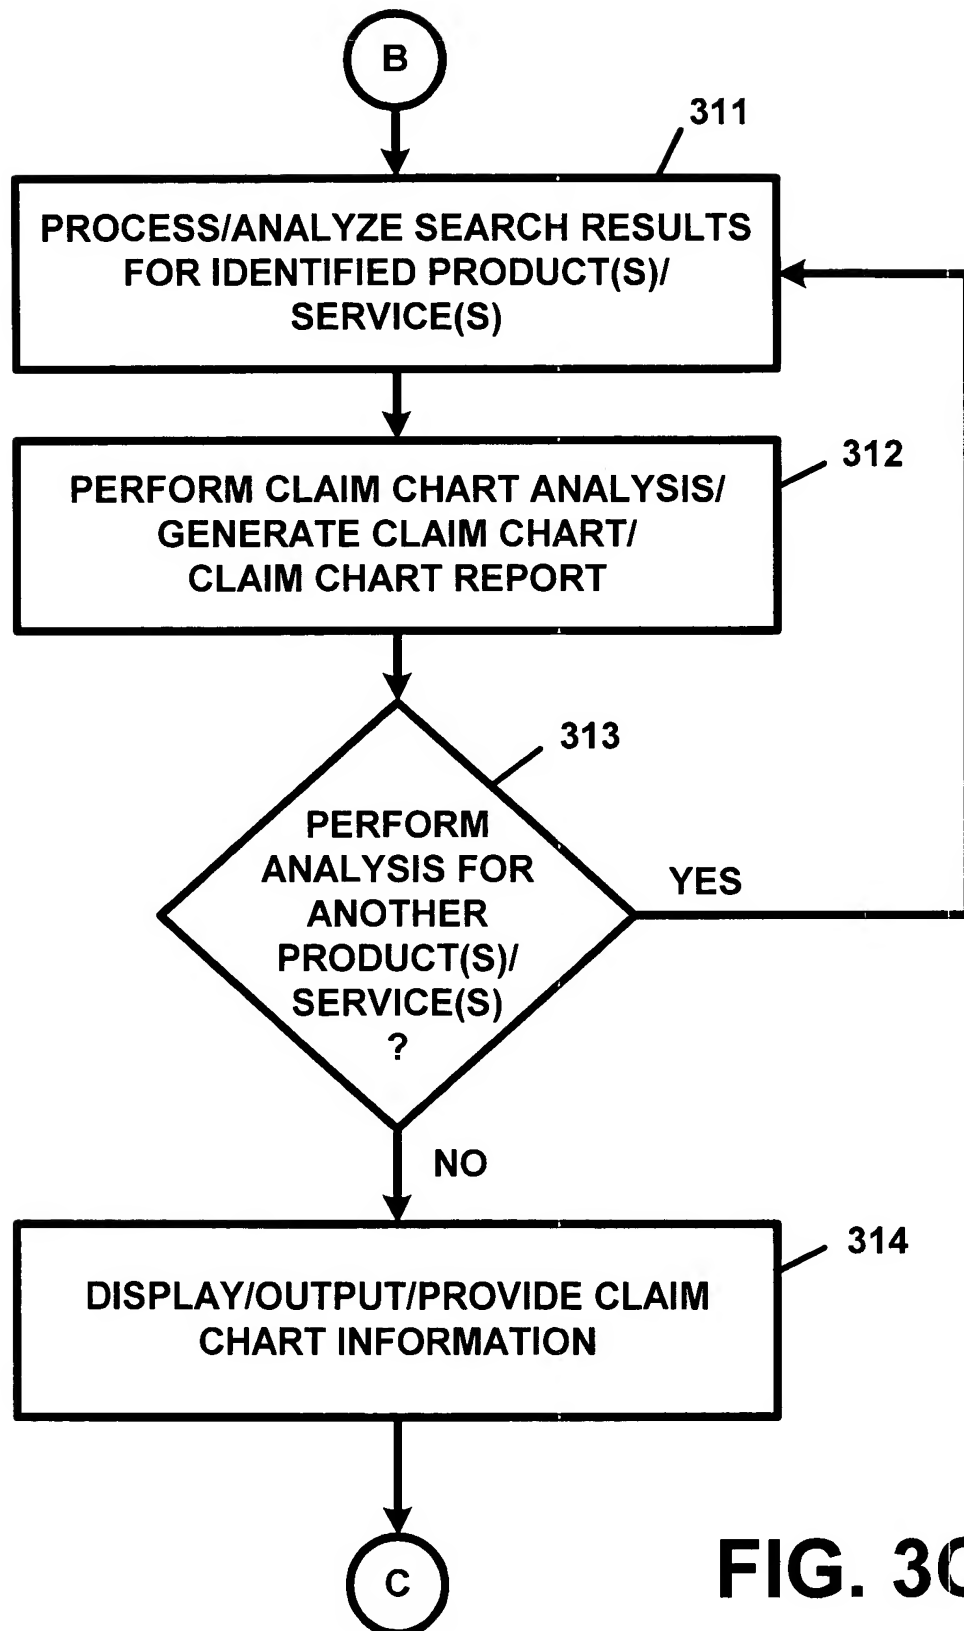 B
311
PROCESS/ANALYZE SEARCH RESULTS
FOR IDENTIFIED PRODUCT(S)/
SERVICE(S)
312
PERFORM CLAIM CHART ANALYSIS/
GENERATE CLAIM CHART/
CLAIM CHART REPORT
313
PERFORM
ANALYSIS FOR
ANOTHER
PRODUCT(S)/
SERVICE(S)
?
YES
NO
314
DISPLAY/OUTPUT/PROVIDE CLAIM
CHART INFORMATION
C
FIG. 3C